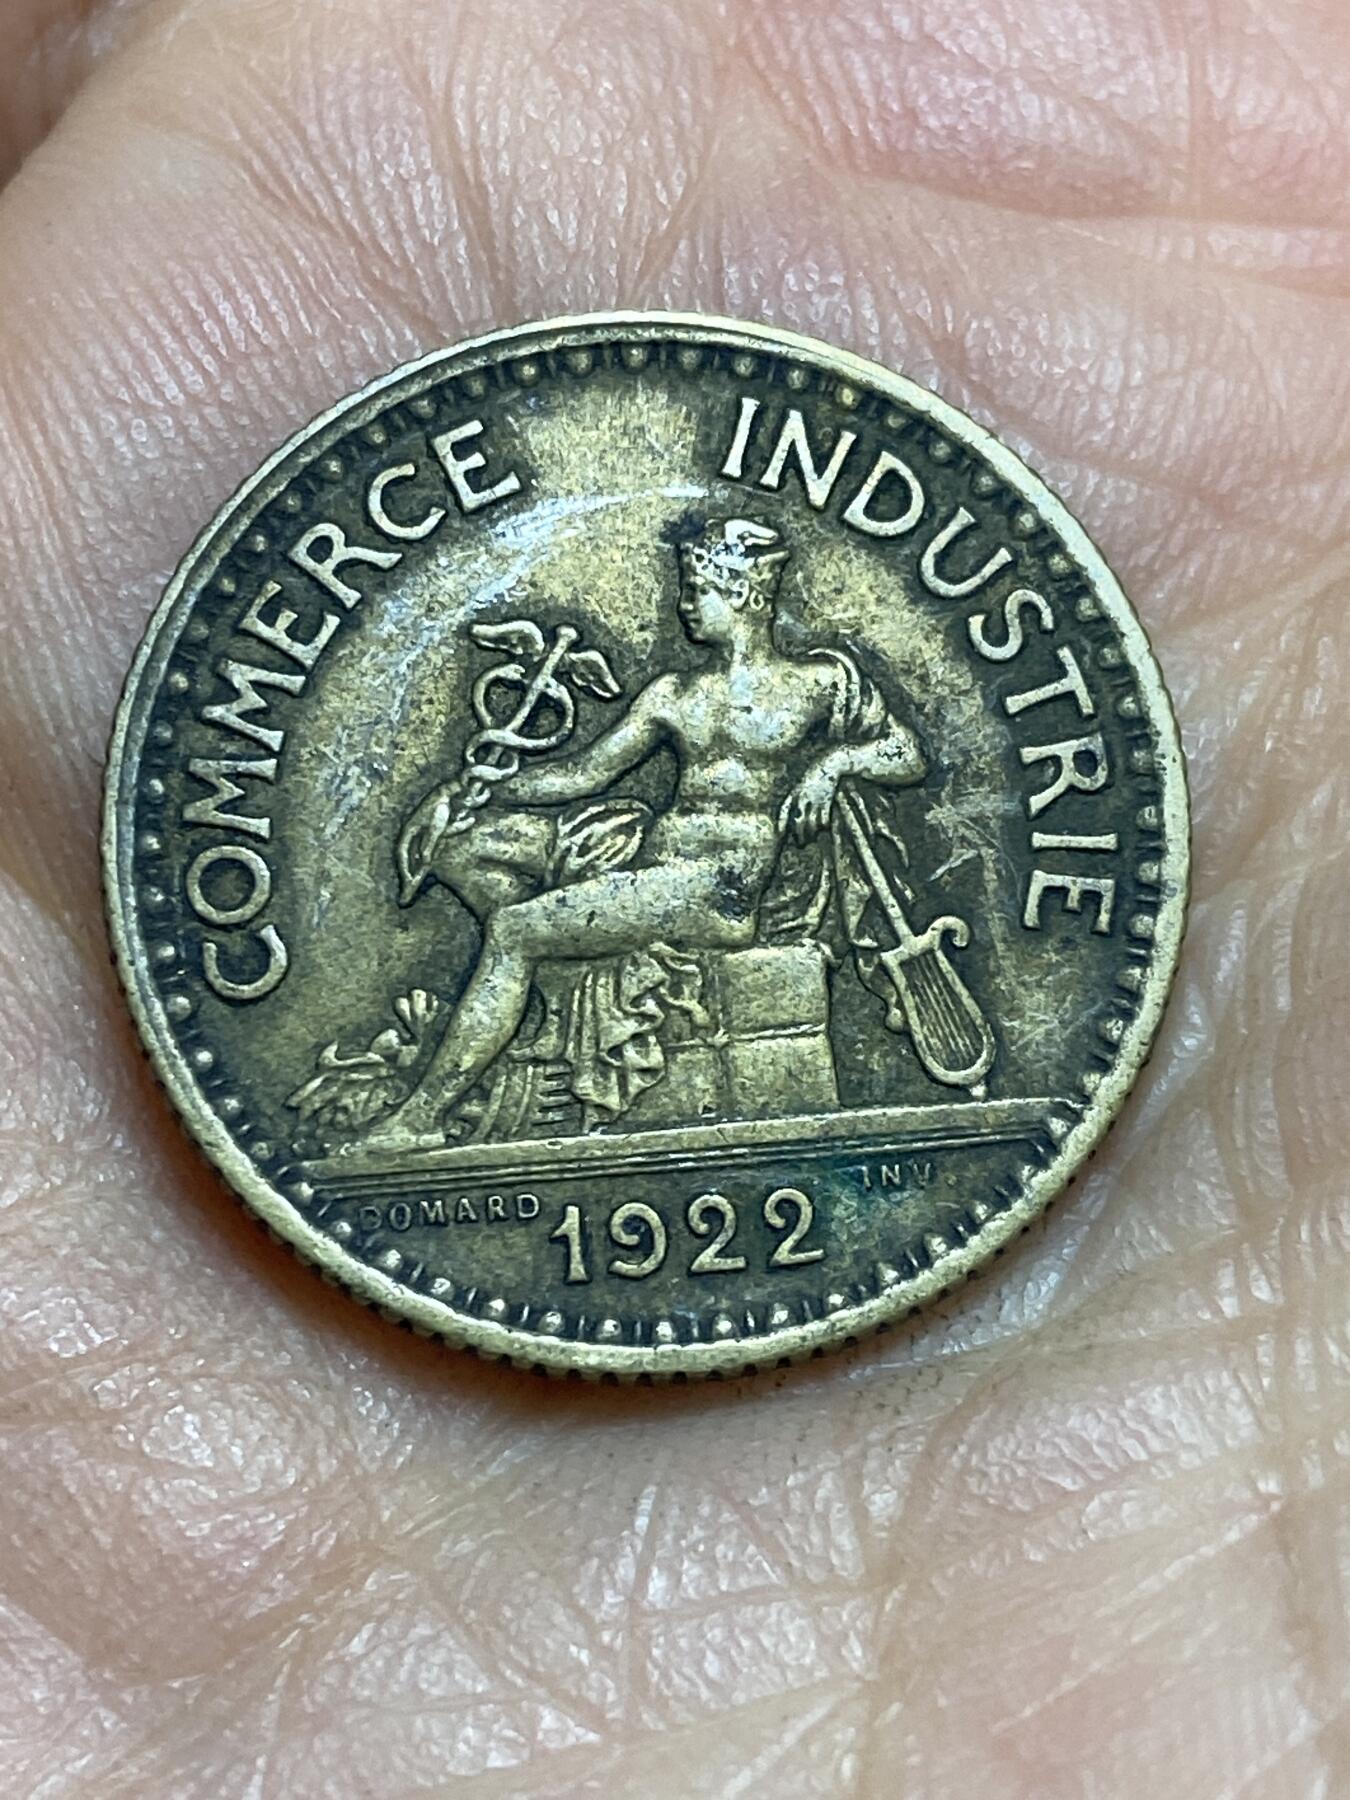 COMMERCE INDUSTRIE
DOMARD INV.
1922